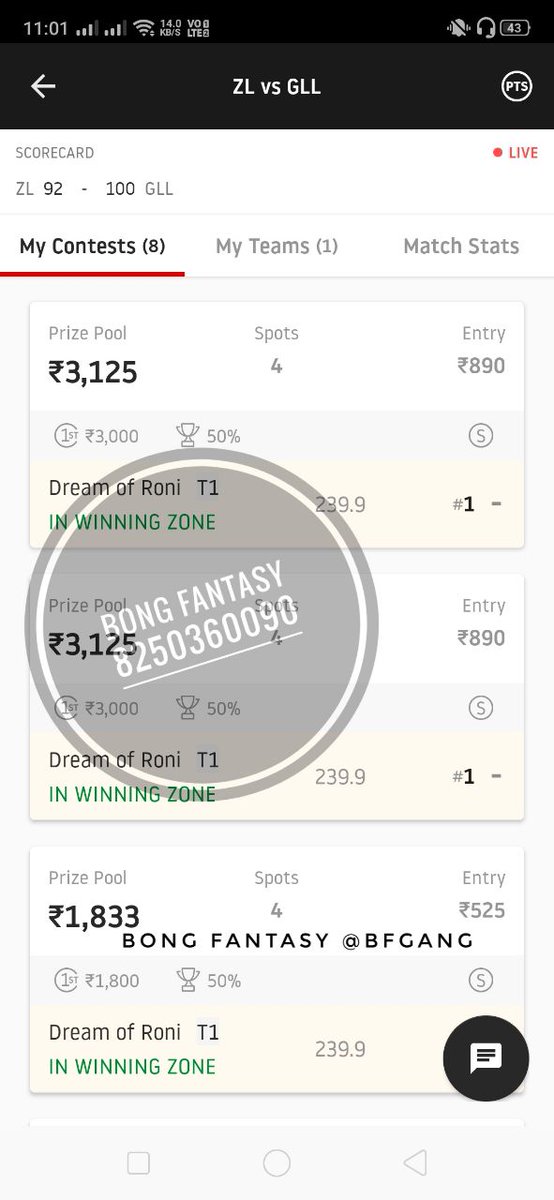 11:01 14.0 KB/S VO LTE 43
ZL vs GLL PTS
SCORECARD LIVE
ZL 92 - 100 GLL
My Contests (8) My Teams (1) Match Stats
Prize Pool Spots Entry
₹3,125 4 ₹890
1ST ₹3,000 50% S
Dream of Roni T1 239.9 #1 -
IN WINNING ZONE
BONG FANTASY
8250360090
Prize Pool Spots Entry
₹3,125 4 ₹890
1ST ₹3,000 50% S
Dream of Roni T1 239.9 #1 -
IN WINNING ZONE
Prize Pool Spots Entry
₹1,833 4 ₹525
BONG FANTASY @BFGANG
1ST ₹1,800 50% S
Dream of Roni T1 239.9
IN WINNING ZONE